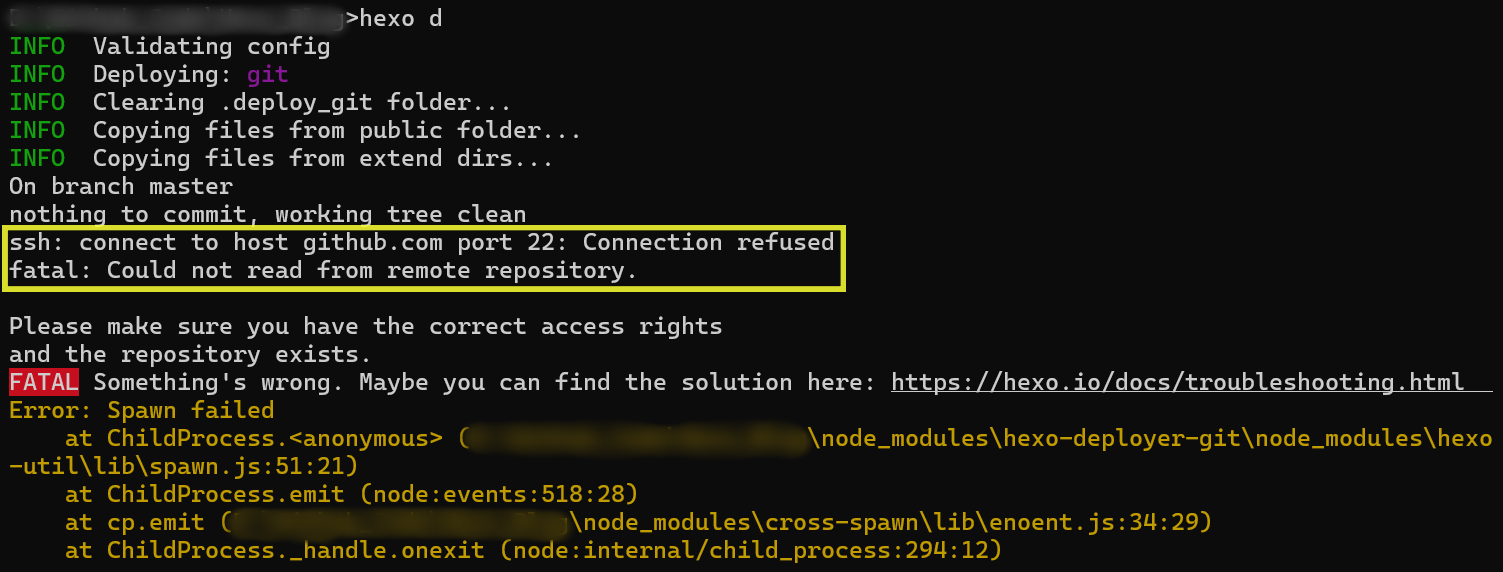 >hexo d
INFO  Validating config
INFO  Deploying: git
INFO  Clearing .deploy_git folder...
INFO  Copying files from public folder...
INFO  Copying files from extend dirs...
On branch master
nothing to commit, working tree clean
ssh: connect to host github.com port 22: Connection refused
fatal: Could not read from remote repository.
Please make sure you have the correct access rights
and the repository exists.
FATAL Something's wrong. Maybe you can find the solution here: https://hexo.io/docs/troubleshooting.html
Error: Spawn failed
    at ChildProcess.<anonymous> (\node_modules\hexo-deployer-git\node_modules\hexo
-util\lib\spawn.js:51:21)
    at ChildProcess.emit (node:events:518:28)
    at cp.emit (\node_modules\cross-spawn\lib\enoent.js:34:29)
    at ChildProcess._handle.onexit (node:internal/child_process:294:12)